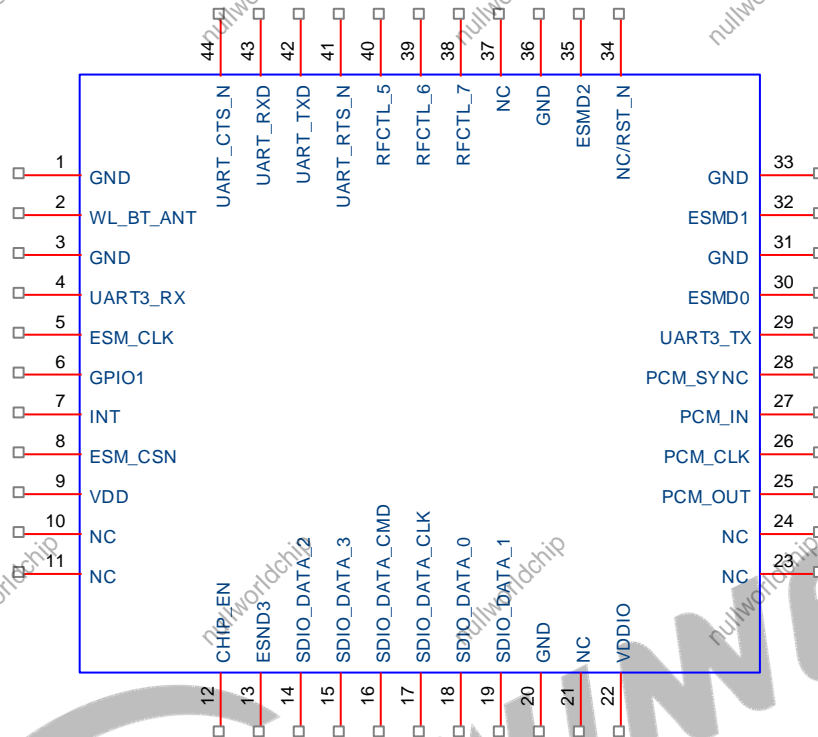 44 UART_CTS_N
43 UART_RXD
42 UART_TXD
41 UART_RTS_N
40 RFCTL_5
39 RFCTL_6
38 RFCTL_7
37 NC
36 GND
35 ESMD2
34 NC/RST_N
1 GND
2 WL_BT_ANT
3 GND
4 UART3_RX
5 ESM_CLK
6 GPIO1
7 INT
8 ESM_CSN
9 VDD
10 NC
11 NC
33 GND
32 ESMD1
31 GND
30 ESMD0
29 UART3_TX
28 PCM_SYNC
27 PCM_IN
26 PCM_CLK
25 PCM_OUT
24 NC
23 NC
12 CHIP_EN
13 ESND3
14 SDIO_DATA_2
15 SDIO_DATA_3
16 SDIO_DATA_CMD
17 SDIO_DATA_CLK
18 SDIO_DATA_0
19 SDIO_DATA_1
20 GND
21 NC
22 VDDIO
nullworldchip
nullworldchip
nullworldchip